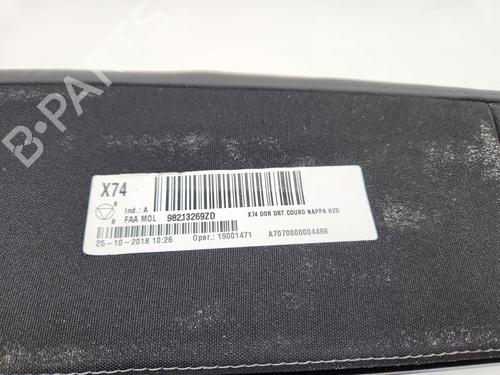 X74
Ind.: A
FAA MOL 98213269ZD X74 DOR DRT COURO NAPPA HZD
25-10-2018 10:26 Oper.: 19001471 A7070000004488
B-PARTS